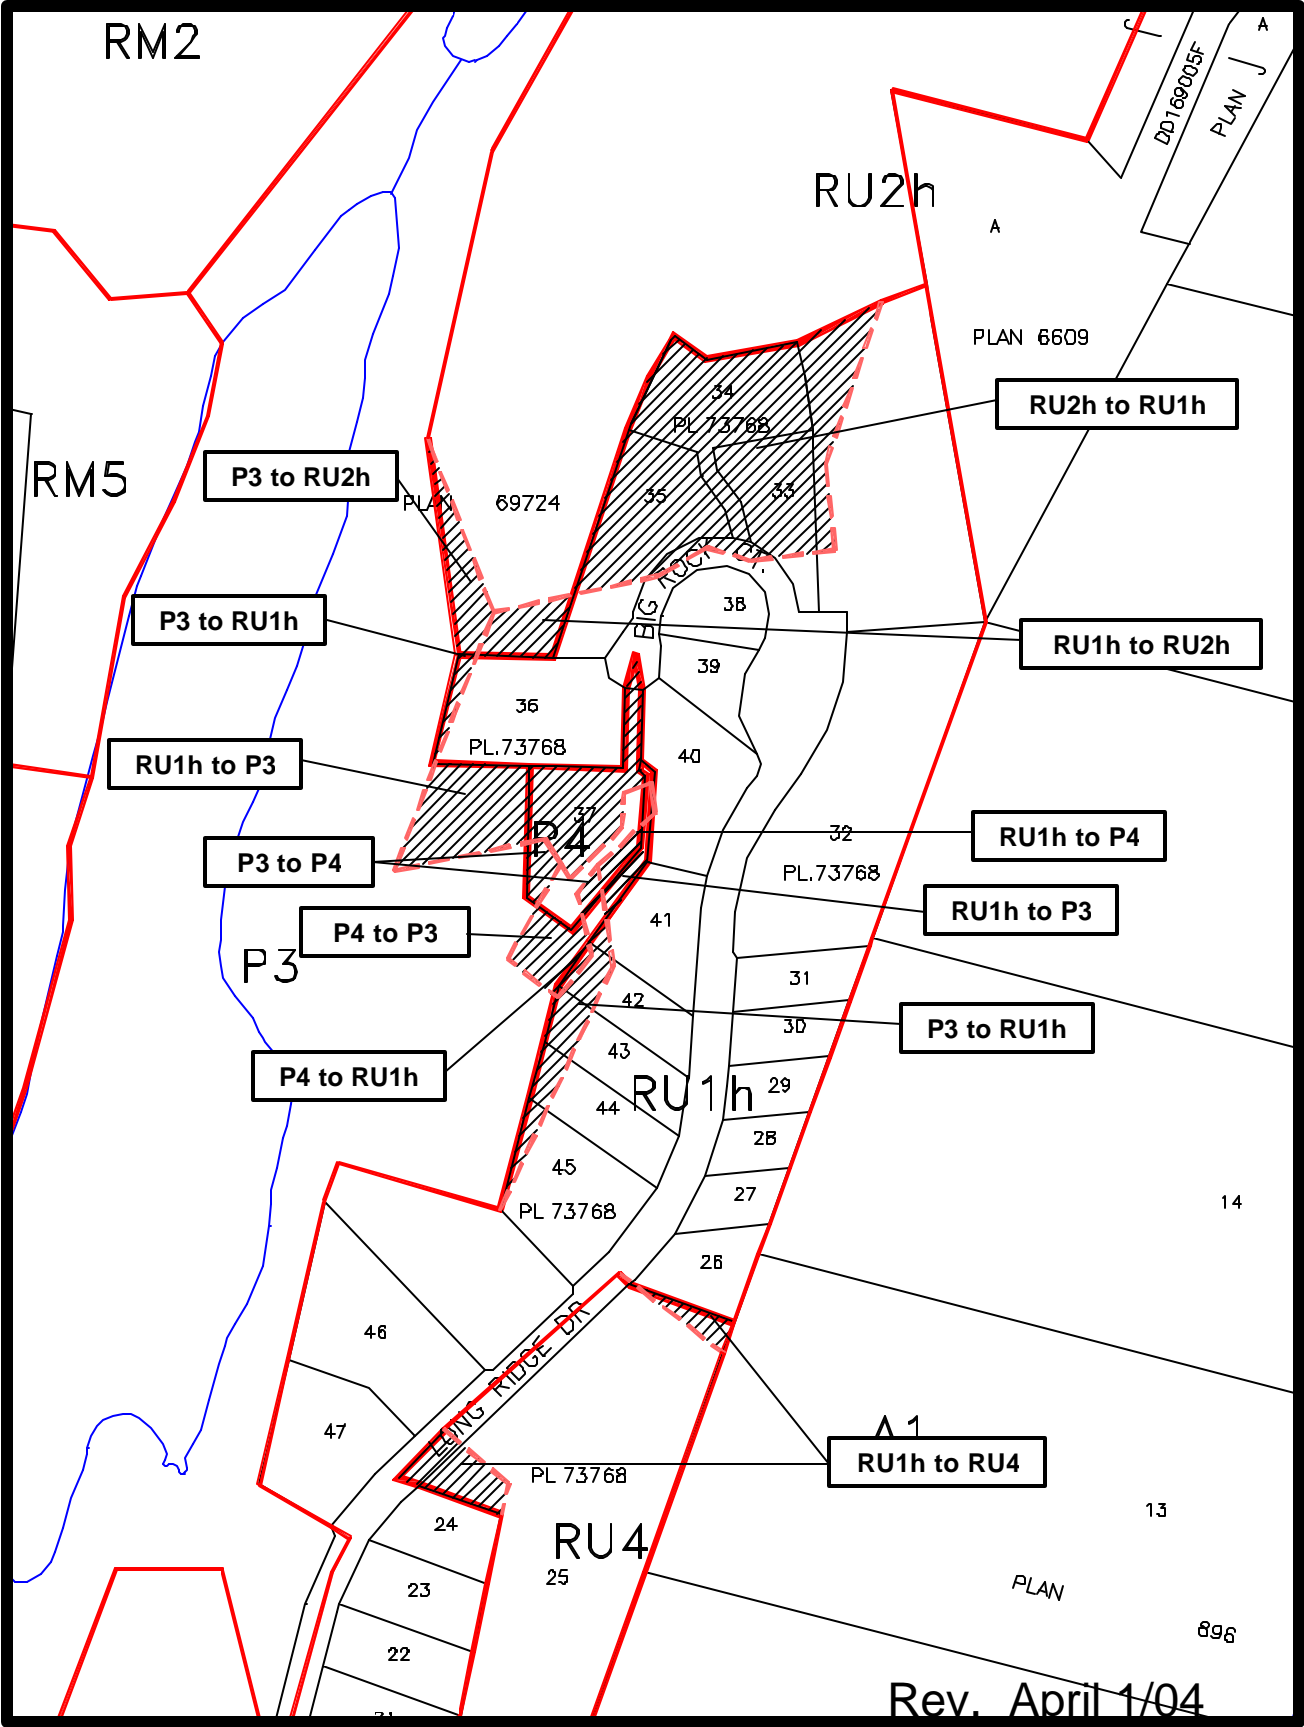 RM2
A
DD169005F
PLAN
RU2h
A
PLAN 6609
34
RU2h to RU1h
PL 73768
RM5
P3 to RU2h
PLAN 69724
35
33
BIG ROCK
38
P3 to RU1h
RU1h to RU2h
39
36
PL.73768
40
RU1h to P3
37
P4
32
RU1h to P4
P3 to P4
PL.73768
RU1h to P3
41
P4 to P3
P3
31
42
30
P3 to RU1h
43
P4 to RU1h
29
RU1h
44
28
45
27
14
PL 73768
26
46
LONG RIDGE DR
47
A1
RU1h to RU4
PL 73768
13
24
RU4
25
23
PLAN
896
22
Rev. April 1/04